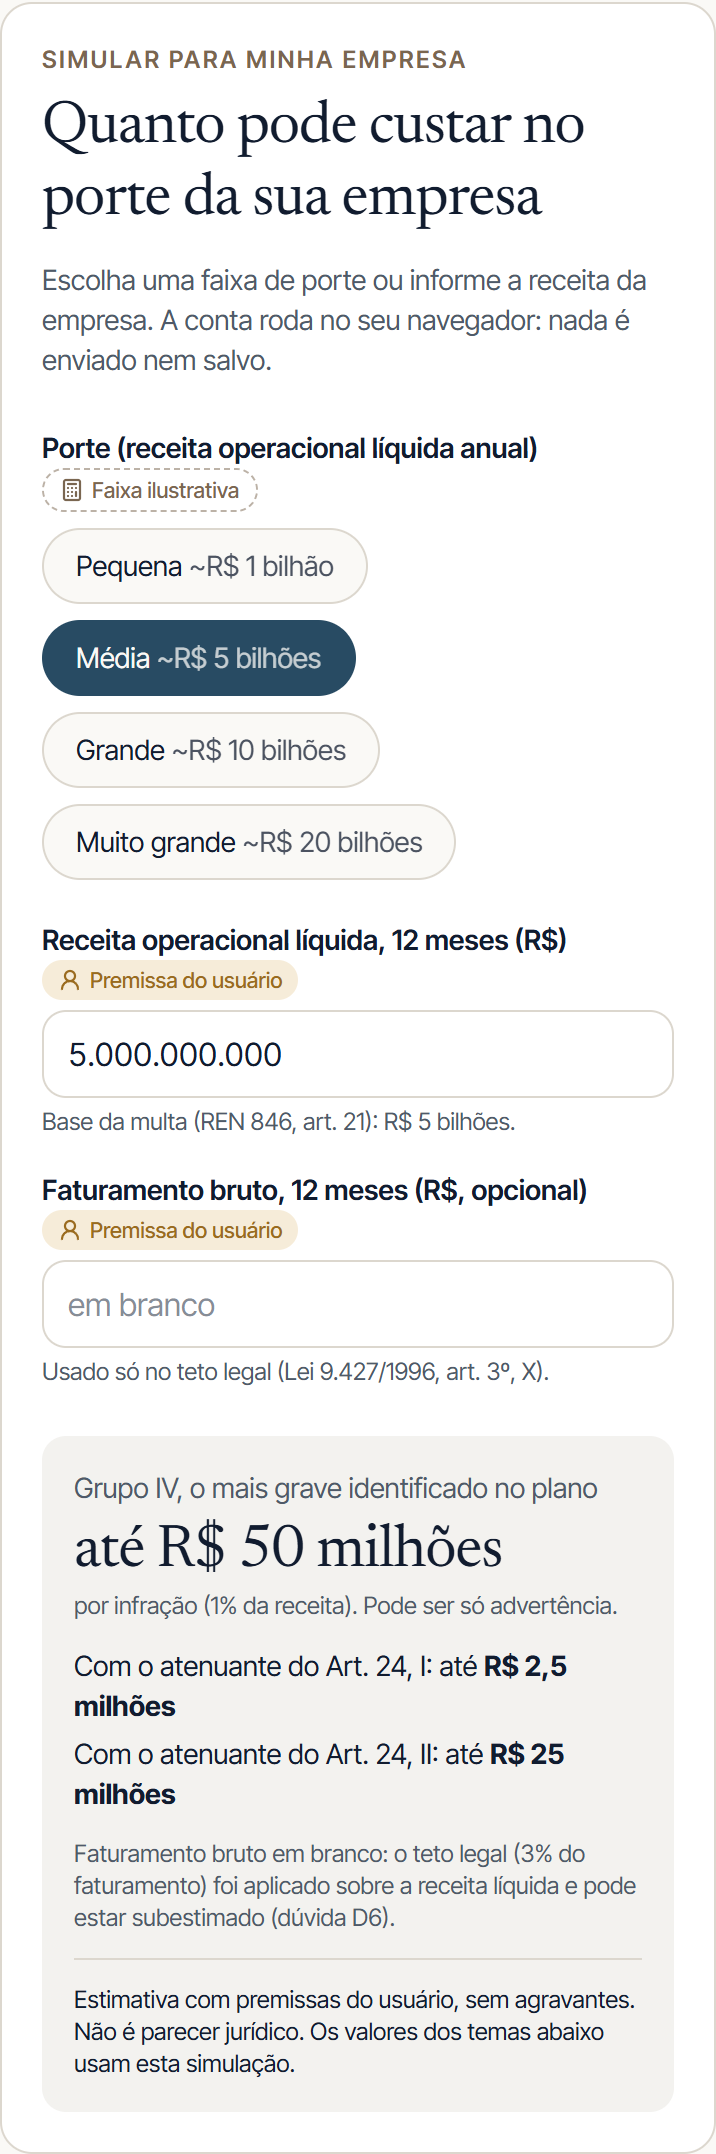 SIMULAR PARA MINHA EMPRESA
Quanto pode custar no
porte da sua empresa
Escolha uma faixa de porte ou informe a receita da
empresa. A conta roda no seu navegador: nada é
enviado nem salvo.
Porte (receita operacional líquida anual)
Faixa ilustrativa
Pequena ~R$ 1 bilhão
Média ~R$ 5 bilhões
Grande ~R$ 10 bilhões
Muito grande ~R$ 20 bilhões
Receita operacional líquida, 12 meses (R$)
Premissa do usuário
5.000.000.000
Base da multa (REN 846, art. 21): R$ 5 bilhões.
Faturamento bruto, 12 meses (R$, opcional)
Premissa do usuário
em branco
Usado só no teto legal (Lei 9.427/1996, art. 3º, X).
Grupo IV, o mais grave identificado no plano
até R$ 50 milhões
por infração (1% da receita). Pode ser só advertência.
Com o atenuante do Art. 24, I: até R$ 2,5
milhões
Com o atenuante do Art. 24, II: até R$ 25
milhões
Faturamento bruto em branco: o teto legal (3% do
faturamento) foi aplicado sobre a receita líquida e pode
estar subestimado (dúvida D6).
Estimativa com premissas do usuário, sem agravantes.
Não é parecer jurídico. Os valores dos temas abaixo
usam esta simulação.